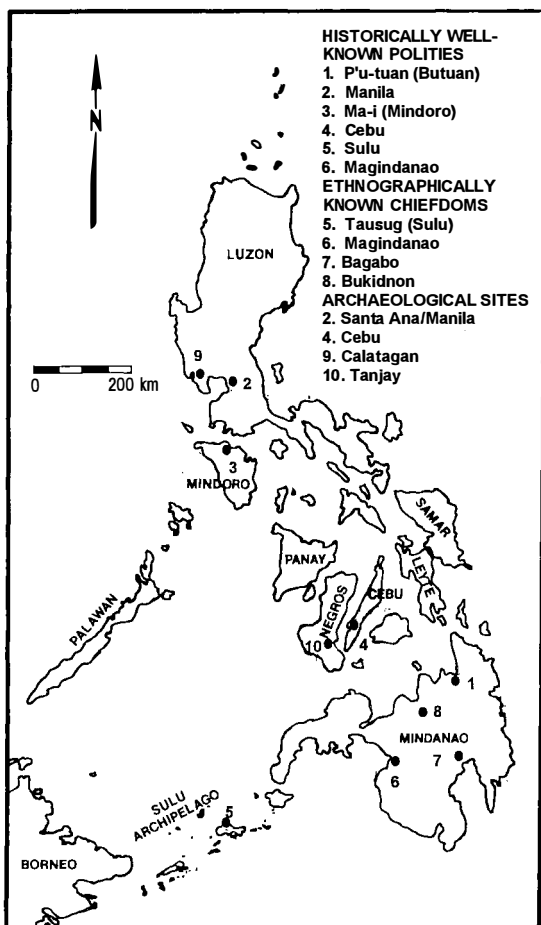 HISTORICALLY WELL-
KNOWN POLITIES
1. P'u-tuan (Butuan)
2. Manila
3. Ma-i (Mindoro)
4. Cebu
5. Sulu
6. Magindanao
ETHNOGRAPHICALLY
KNOWN CHIEFDOMS
5. Tausug (Sulu)
6. Magindanao
7. Bagabo
8. Bukidnon
ARCHAEOLOGICAL SITES
2. Santa Ana/Manila
4. Cebu
9. Calatagan
10. Tanjay
N
LUZON
0 200 km
9
2
3
MINDORO
SAMAR
PANAY
LEYTE
CEBU
NEGROS
PALAWAN
10
4
1
8
MINDANAO
7
6
SULU
ARCHIPELAGO
5
BORNEO